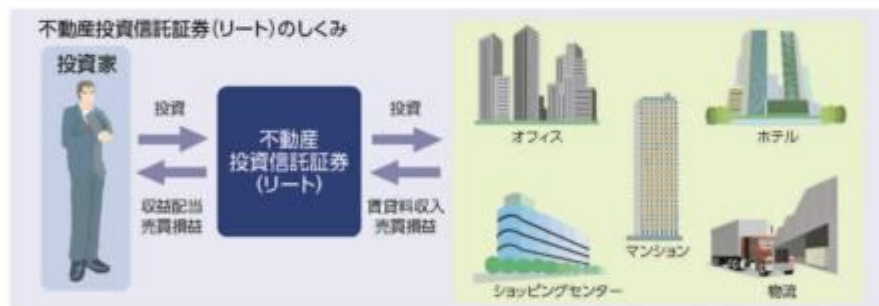 不動産投資信託証券(リート)のしくみ
投資家
投資
収益配当
売買損益
不動産
投資信託証券
(リート)
投資
賃貸料収入
売買損益
オフィス
ホテル
マンション
ショッピングセンター
物流